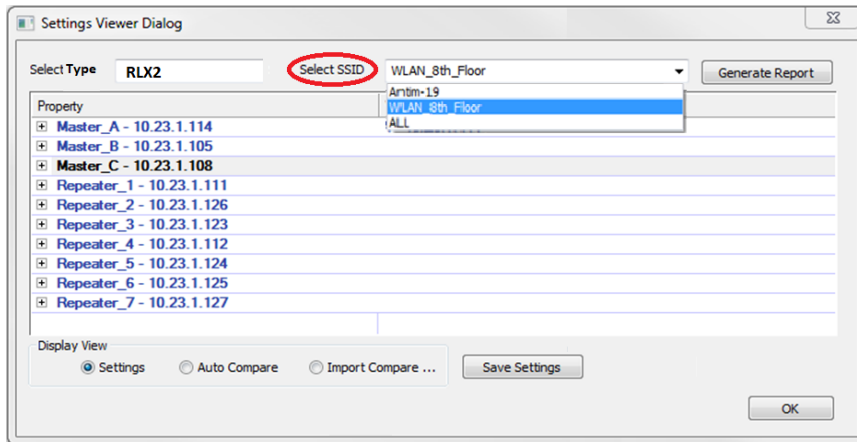 Settings Viewer Dialog
Select Type RLX2 Select SSID WLAN_8th_Floor Generate Report
Antim-19
WLAN_8th_Floor
ALL
Property
Master_A - 10.23.1.114
Master_B - 10.23.1.105
Master_C - 10.23.1.108
Repeater_1 - 10.23.1.111
Repeater_2 - 10.23.1.126
Repeater_3 - 10.23.1.123
Repeater_4 - 10.23.1.112
Repeater_5 - 10.23.1.124
Repeater_6 - 10.23.1.125
Repeater_7 - 10.23.1.127
Display View
Settings Auto Compare Import Compare ... Save Settings
OK